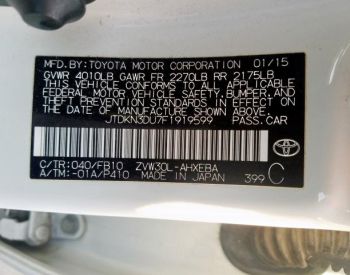 MFD. BY: TOYOTA MOTOR CORPORATION 01/15
GVWR 4010LB GAWR FR 2270LB RR 2175LB
THIS VEHICLE CONFORMS TO ALL APPLICABLE
FEDERAL MOTOR VEHICLE SAFETY, BUMPER, AND
THEFT PREVENTION STANDARDS IN EFFECT ON
THE DATE OF MANUFACTURE SHOWN ABOVE.
JTDKN3DU7F1919599 PASS.CAR
C/TR: 040/FB10 ZVW30L-AHXEBA
A/TM: -01A/P410 MADE IN JAPAN 399 C
TOYOTA